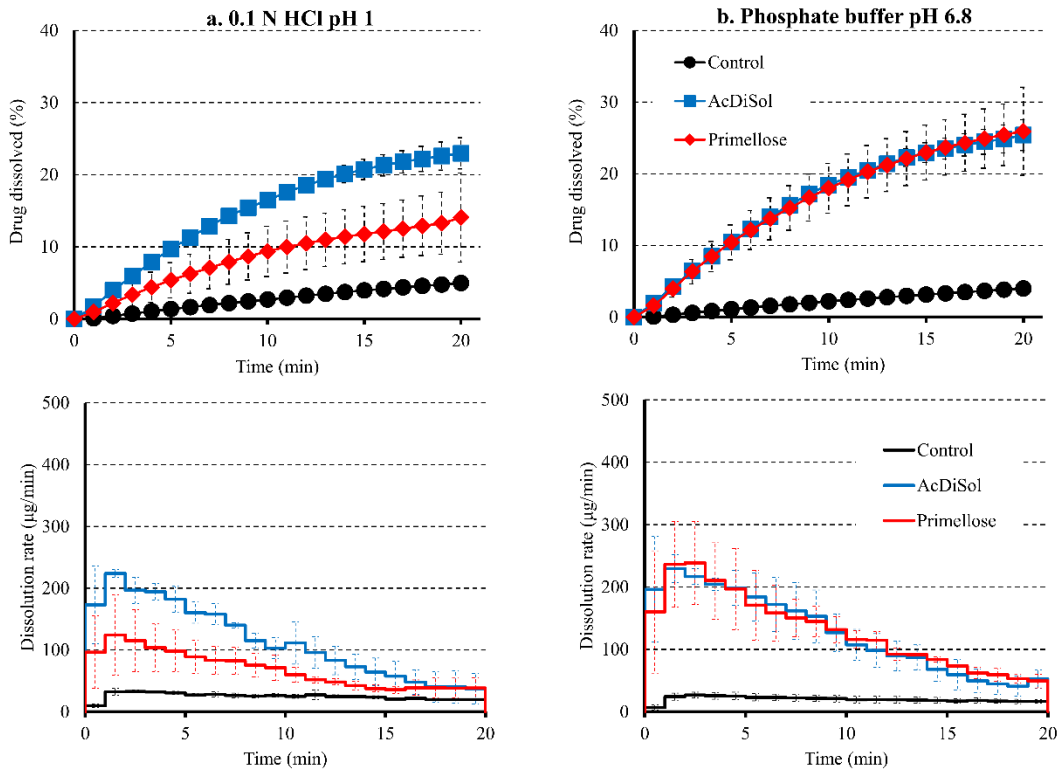 a. 0.1 N HCl pH 1
40
30
20
10
0
Drug dissolved (%)
0 5 10 15 20
Time (min)
b. Phosphate buffer pH 6.8
40
30
20
10
0
Drug dissolved (%)
Control
AcDiSol
Primellose
0 5 10 15 20
Time (min)
500
400
300
200
100
0
Dissolution rate (µg/min)
0 5 10 15 20
Time (min)
500
400
300
200
100
0
Dissolution rate (µg/min)
Control
AcDiSol
Primellose
0 5 10 15 20
Time (min)